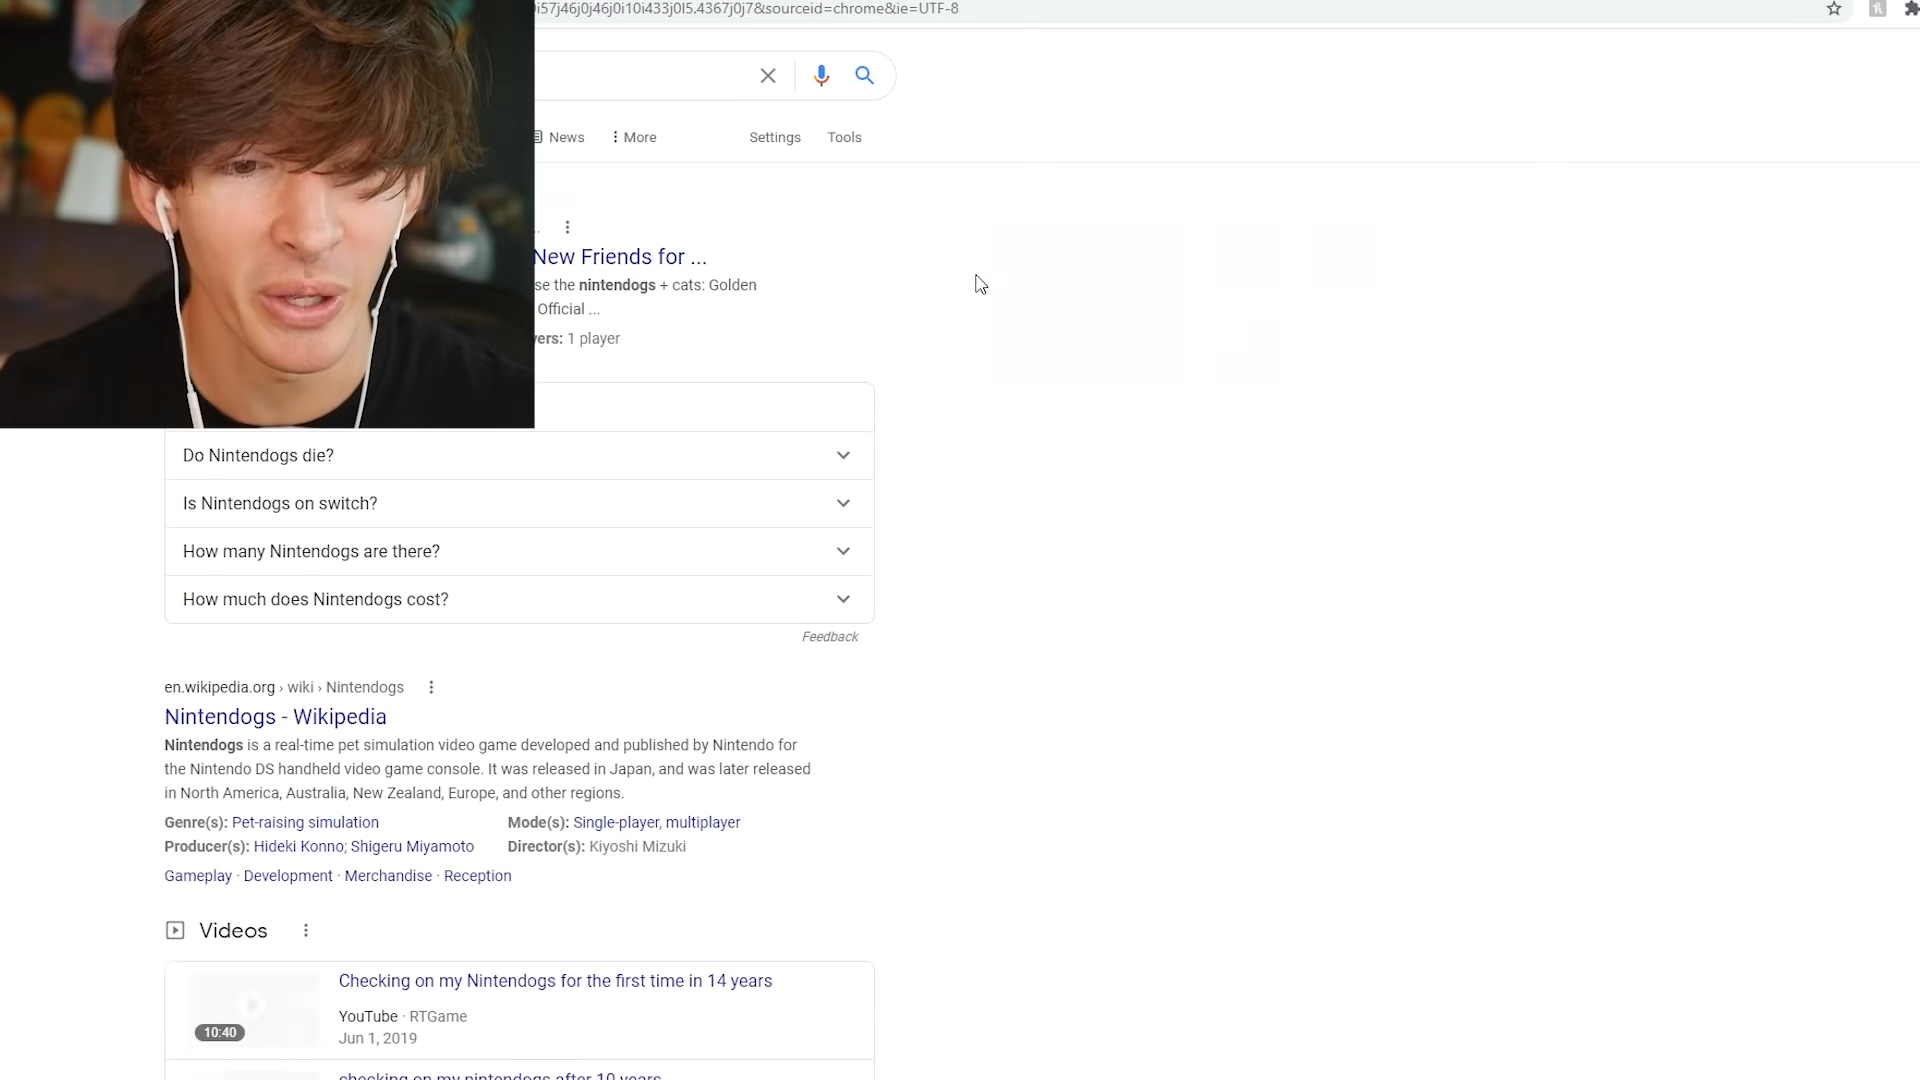 i57j46j0j46j0i10i433j0l5.4367j0j7&sourceid=chrome&ie=UTF-8
News
More
Settings
Tools
New Friends for ...
se the nintendogs + cats: Golden
Official ...
ers: 1 player
Do Nintendogs die?
Is Nintendogs on switch?
How many Nintendogs are there?
How much does Nintendogs cost?
Feedback
en.wikipedia.org › wiki › Nintendogs
Nintendogs - Wikipedia
Nintendogs is a real-time pet simulation video game developed and published by Nintendo for
the Nintendo DS handheld video game console. It was released in Japan, and was later released
in North America, Australia, New Zealand, Europe, and other regions.
Genre(s): Pet-raising simulation Mode(s): Single-player, multiplayer
Producer(s): Hideki Konno; Shigeru Miyamoto Director(s): Kiyoshi Mizuki
Gameplay · Development · Merchandise · Reception
Videos
Checking on my Nintendogs for the first time in 14 years
YouTube · RTGame
10:40
Jun 1, 2019
checking on my nintendogs after 10 years